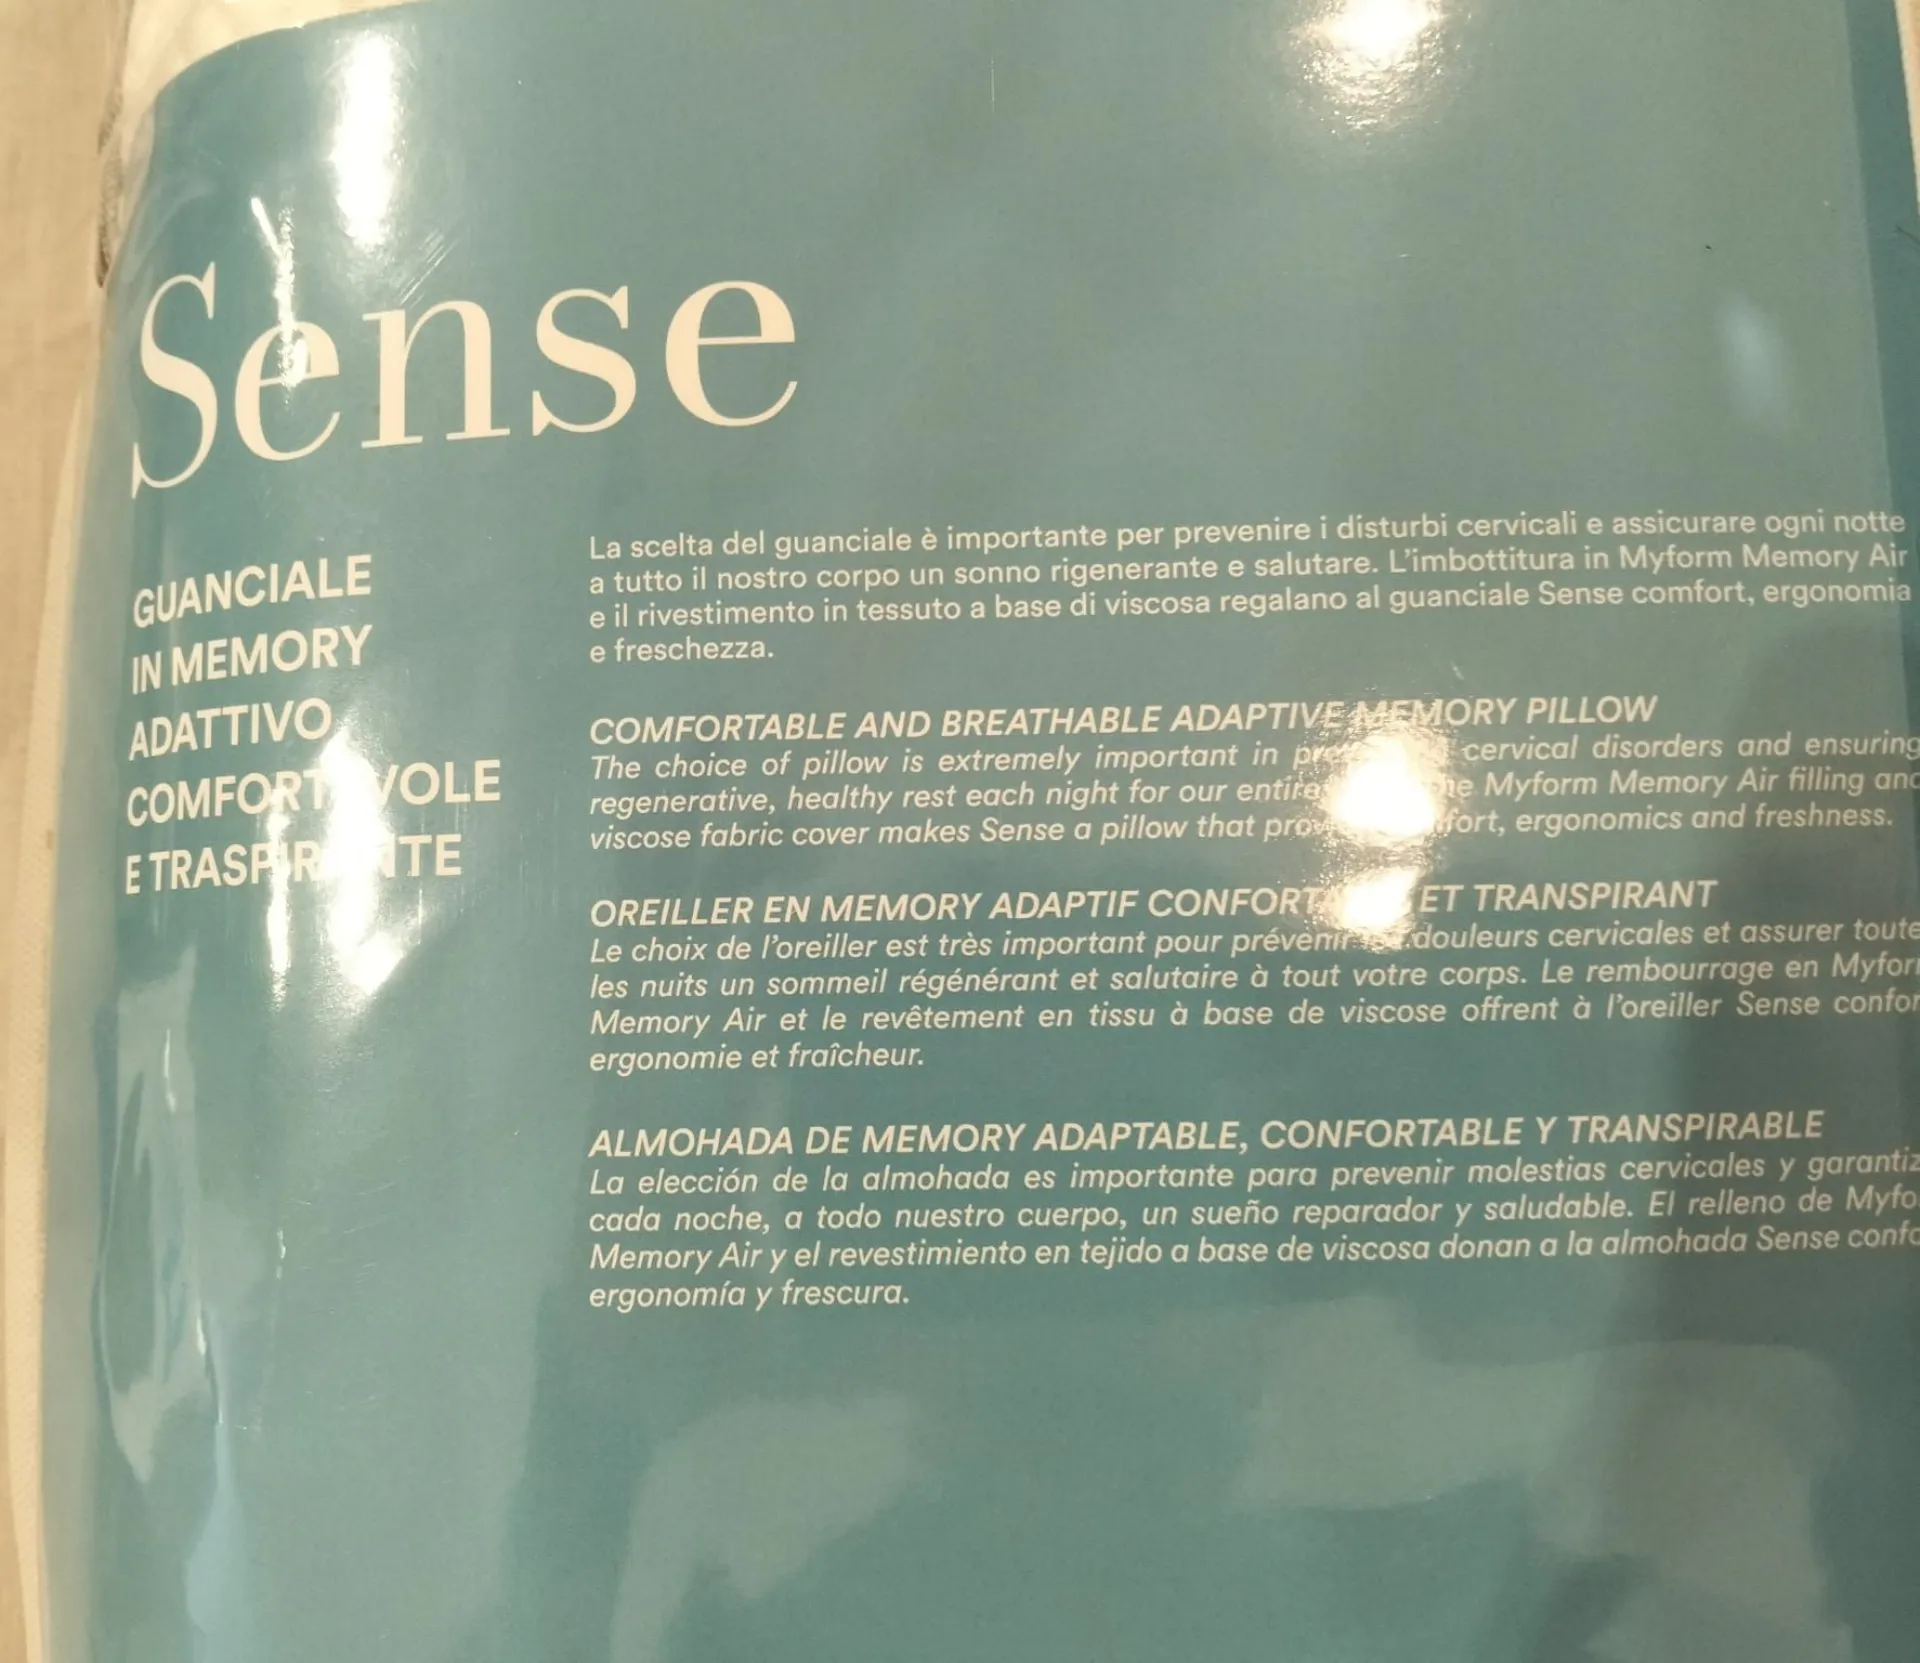 Sense
GUANCIALE
IN MEMORY
ADATTIVO
E
La scelta del guanciale è importante per prevenire i disturbi cervicali e assicurare ogni notte
a tutto il nostro corpo un sonno rigenerante e salutare. L'imbottitura in Myform Memory Air
e il rivestimento in tessuto a base di viscosa regalano al guanciale Sense comfort, ergonomia
e freschezza.
COMFORTABLE AND BREATHABLE ADAPTIVE MEMORY PILLOW
The choice of pillow is extremely important in cervical disorders and ensuring
regenerative, healthy rest each night for our entire Myform Memory Air filling and
viscose fabric cover makes Sense a pillow that ergonomics and freshness.
OREILLER EN MEMORY ADAPTIF ET TRANSPIRANT
Le choix de l'oreiller est très important pour prévenir douleurs cervicales et assurer toute
les nuits un sommeil régénérant et salutaire à tout votre corps. Le rembourrage en
Memory Air et le revêtement en tissu à base de viscose offrent à l'oreiller Sense
ergonomie et fraîcheur.
ALMOHADA DE MEMORY ADAPTABLE, CONFORTABLE Y TRANSPIRABLE
La elección de la almohada es importante para prevenir molestias cervicales y
cada noche, a todo nuestro cuerpo, un sueño reparador y saludable. El relleno de
Memory Air y el revestimiento en tejido a base de viscosa donan a la almohada Sense
ergonomía y frescura.